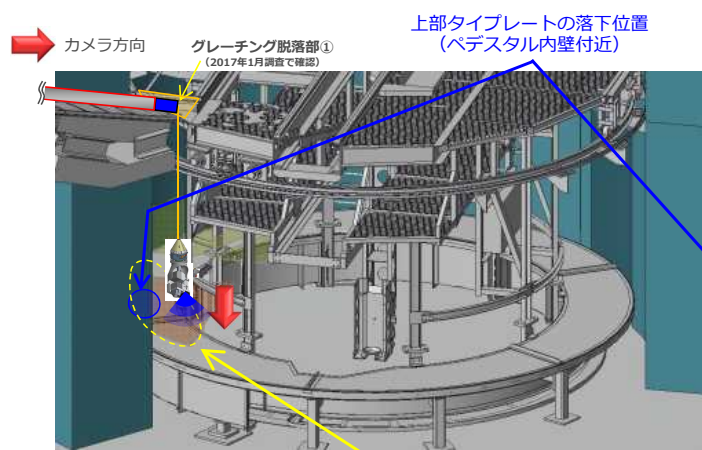 上部タイプレートの落下位置
（ペデスタル内壁付近）
カメラ方向
グレーチング脱落部①
（2017年1月調査で確認）